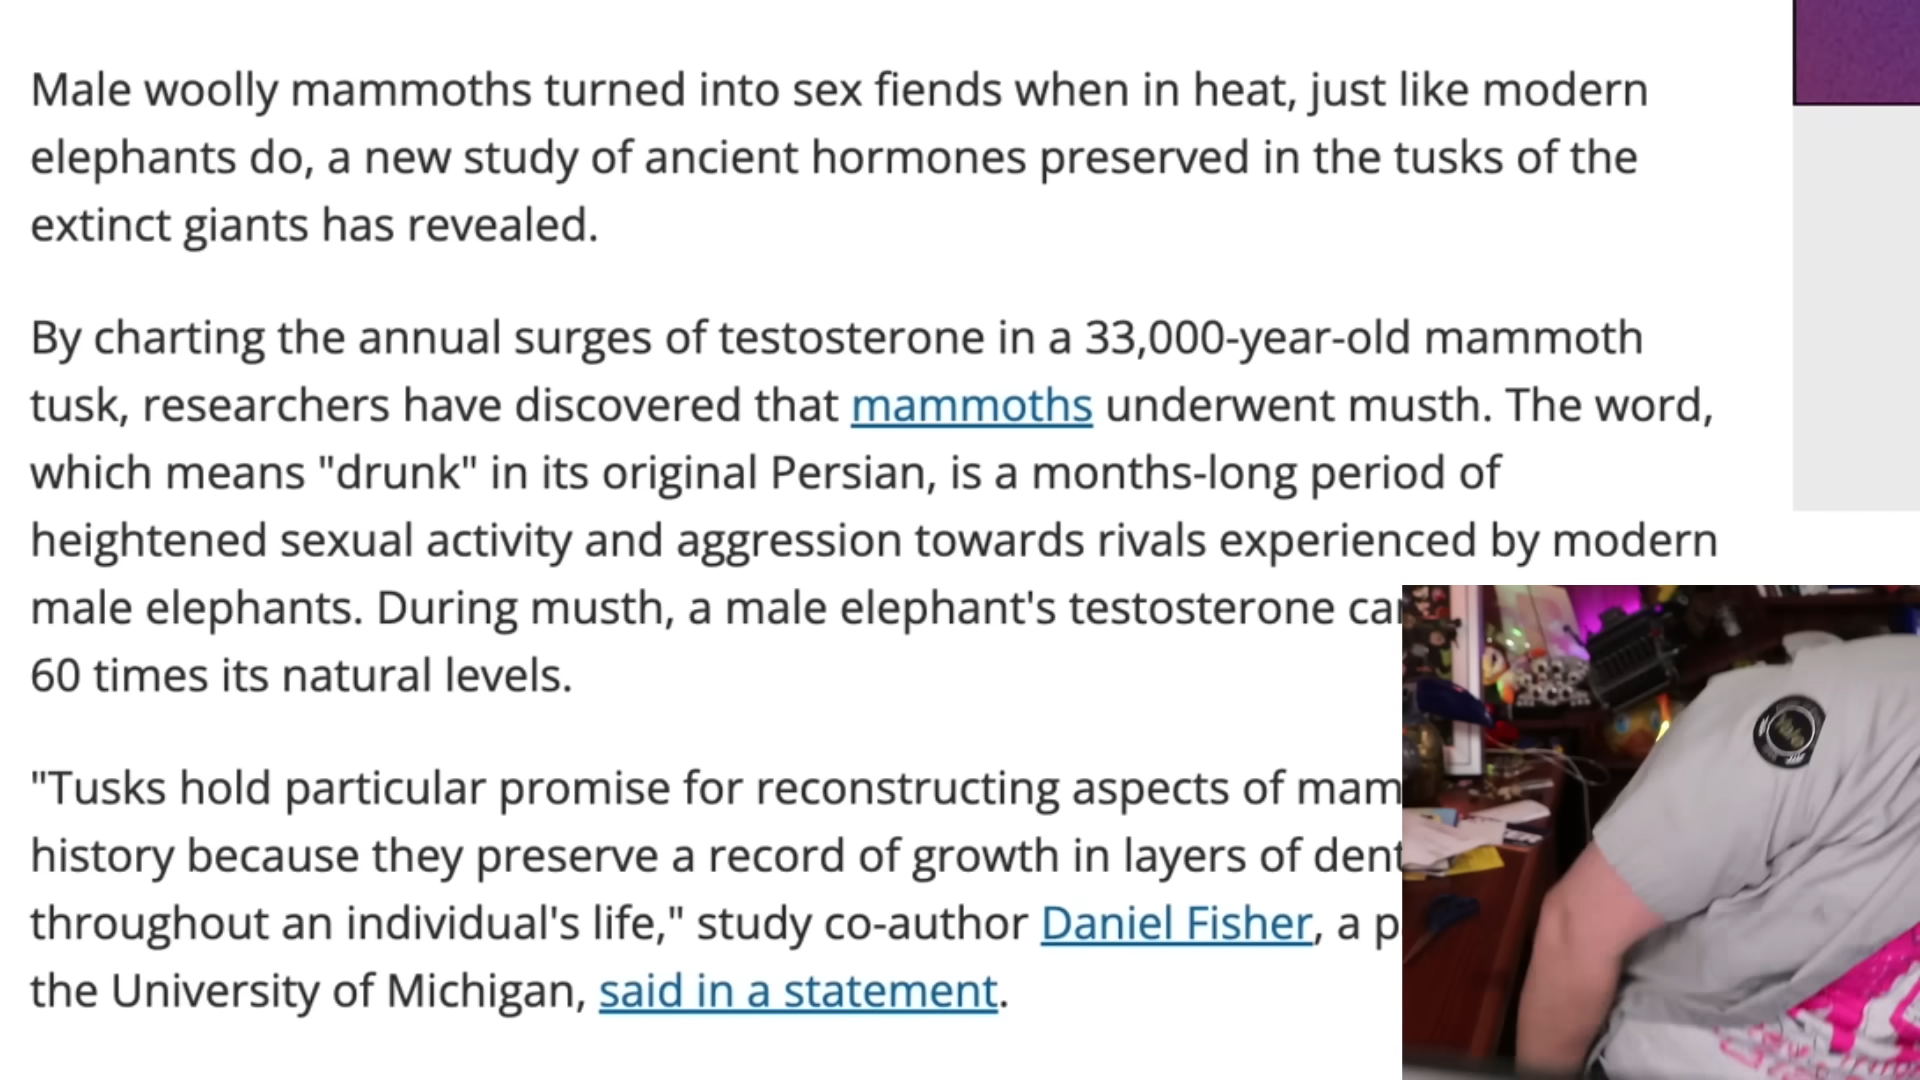 Male woolly mammoths turned into sex fiends when in heat, just like modern
elephants do, a new study of ancient hormones preserved in the tusks of the
extinct giants has revealed.
By charting the annual surges of testosterone in a 33,000-year-old mammoth
tusk, researchers have discovered that mammoths underwent musth. The word,
which means "drunk" in its original Persian, is a months-long period of
heightened sexual activity and aggression towards rivals experienced by modern
male elephants. During musth, a male elephant's testosterone
60 times its natural levels.
"Tusks hold particular promise for reconstructing aspects of
history because they preserve a record of growth in layers of
throughout an individual's life," study co-author Daniel Fisher, a
the University of Michigan, said in a statement.